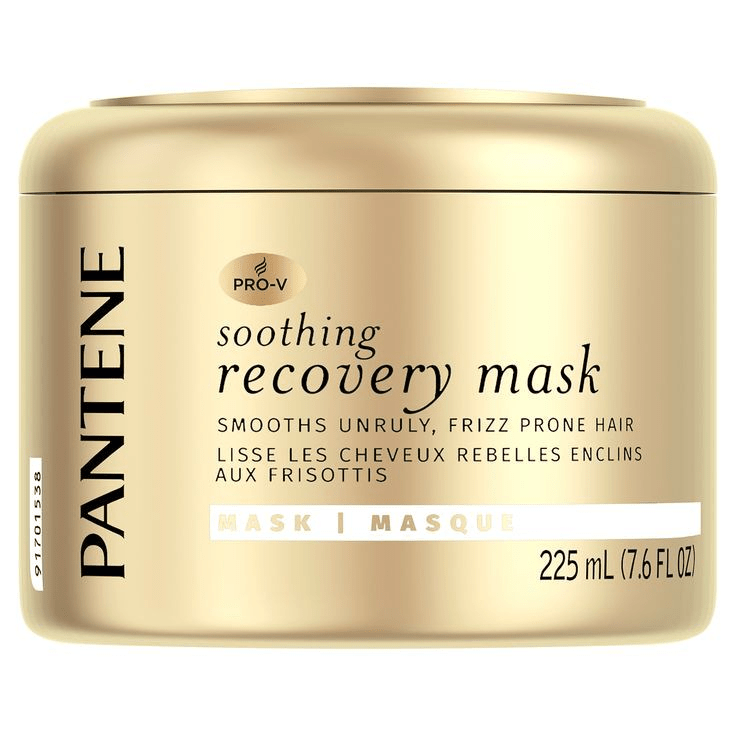 PANTENE
PRO-V
soothing
recovery mask
SMOOTHS UNRULY, FRIZZ PRONE HAIR
LISSE LES CHEVEUX REBELLES ENCLINS
AUX FRISOTTIS
MASK | MASQUE
225 mL (7.6 FL OZ)
91701538